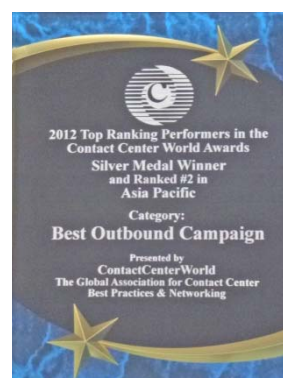 2012 Top Ranking Performers in the
Contact Center World Awards
Silver Medal Winner
and Ranked #2 in
Asia Pacific
Category:
Best Outbound Campaign
Presented by
ContactCenterWorld
The Global Association for Contact Center
Best Practices & Networking